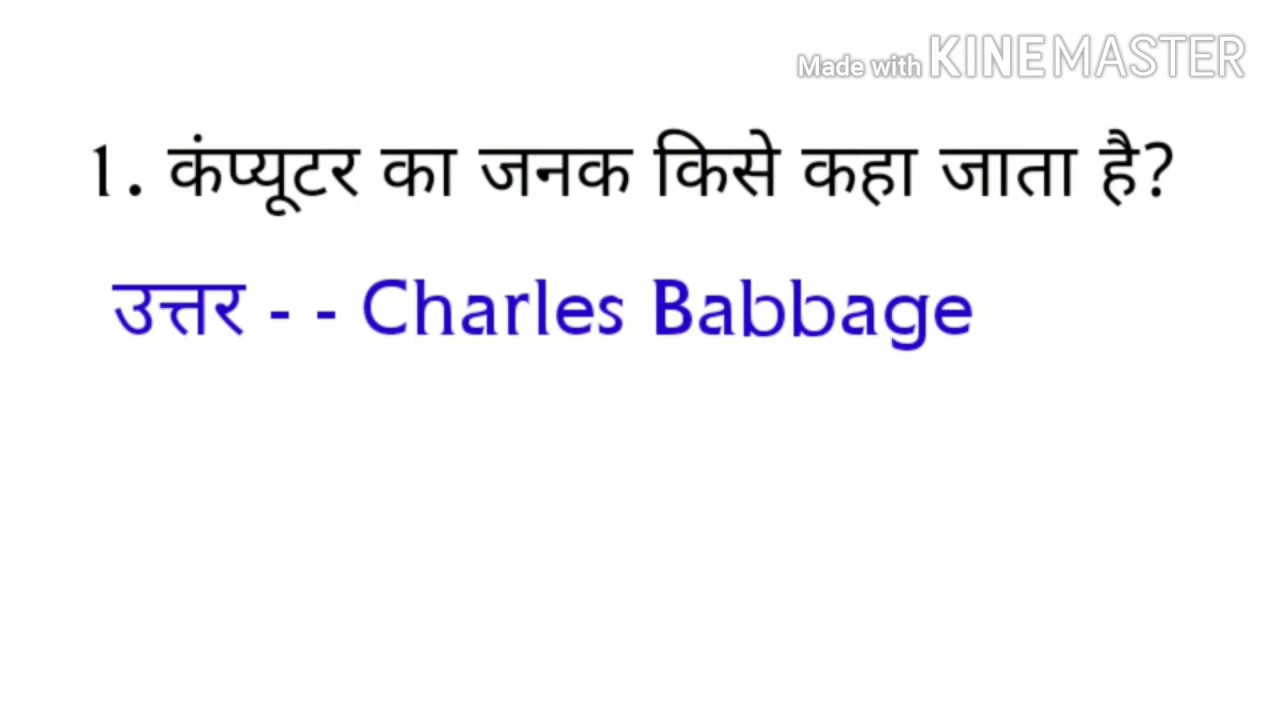 Made with KINEMASTER
1. कंप्यूटर का जनक किसे कहा जाता है?
उत्तर - - Charles Babbage